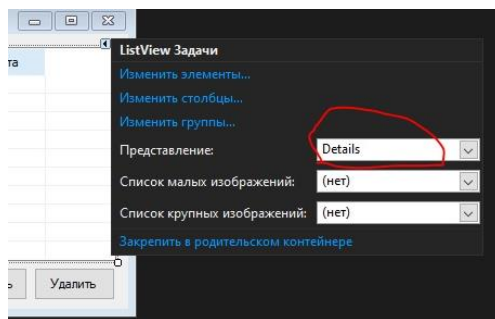 та
ListView Задачи
Изменить элементы...
Изменить столбцы...
Изменить группы...
Представление: Details
Список малых изображений: (нет)
Список крупных изображений: (нет)
Закрепить в родительском контейнере
ь Удалить